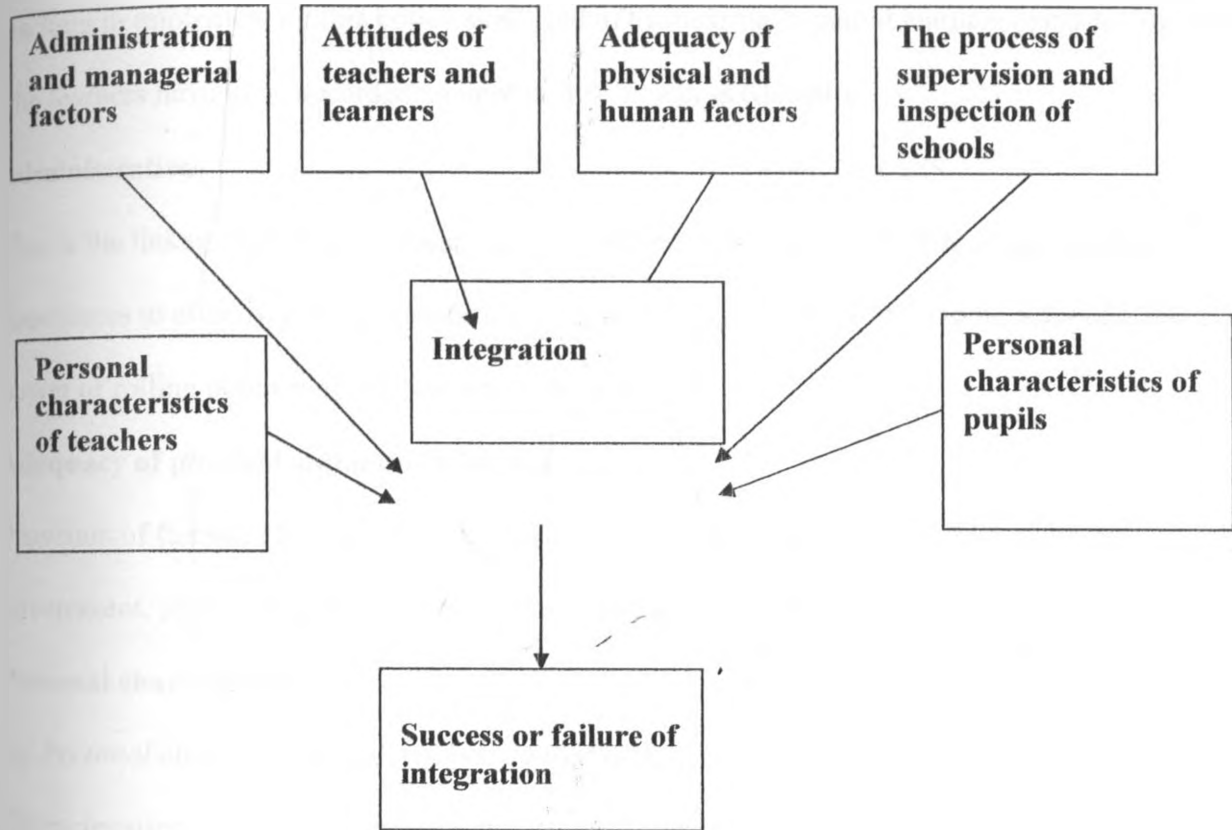 Administration
and managerial
factors
Attitudes of
teachers and
learners
Adequacy of
physical and
human factors
The process of
supervision and
inspection of
schools
Personal
characteristics
of teachers
Integration
Personal
characteristics of
pupils
Success or failure of
integration